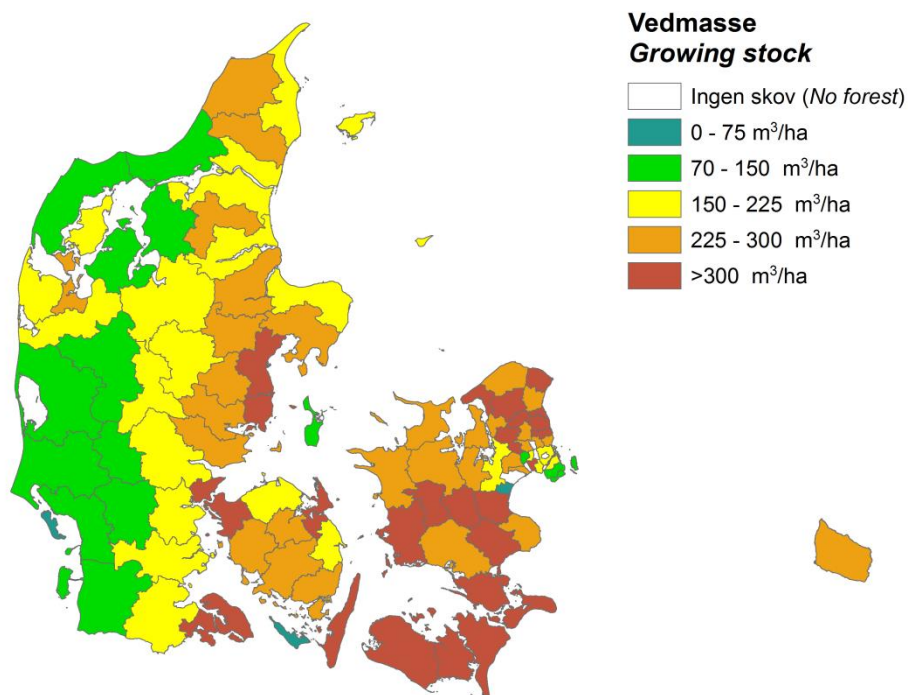 Vedmasse
Growing stock
Ingen skov (No forest)
0 - 75 m³/ha
70 - 150 m³/ha
150 - 225 m³/ha
225 - 300 m³/ha
>300 m³/ha